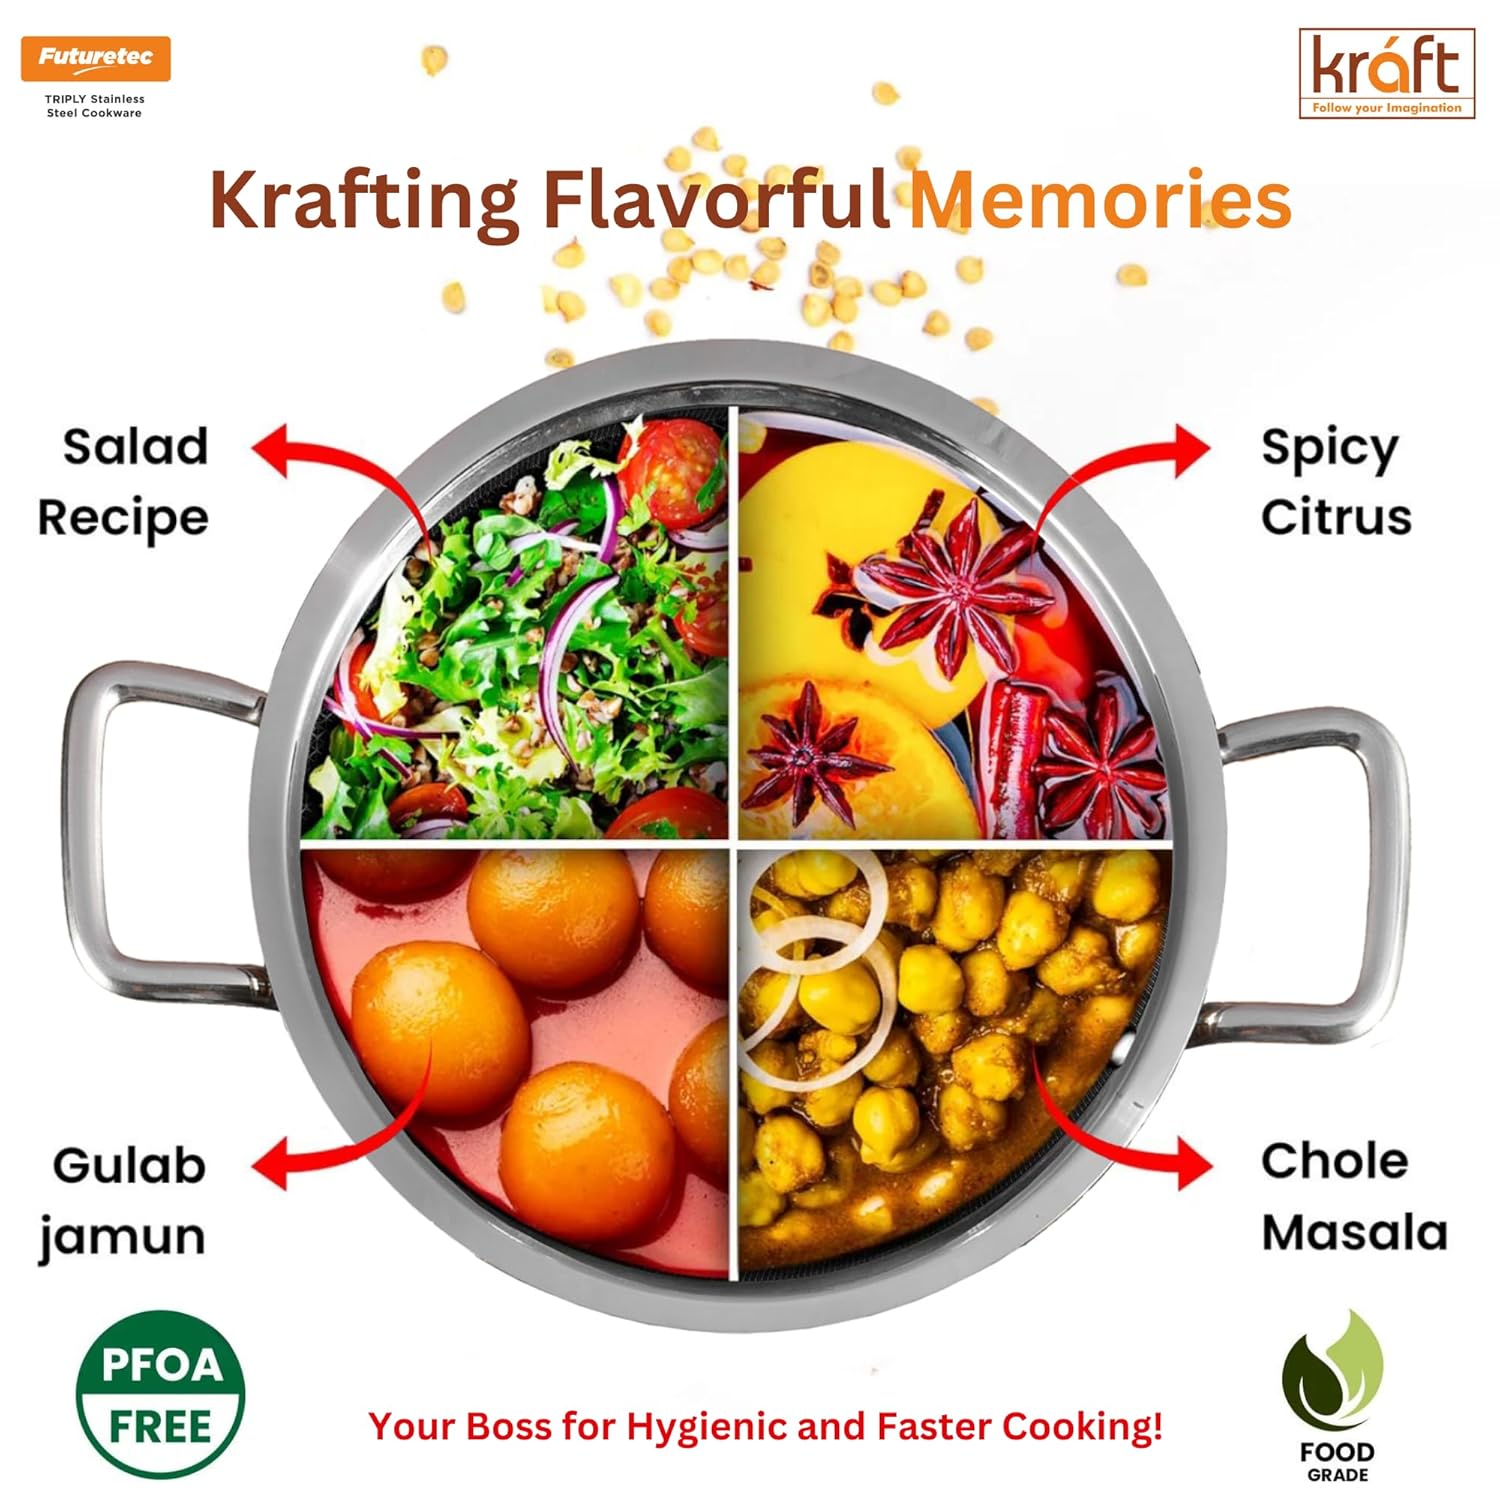 Futuretec
TRIPLY Stainless
Steel Cookware
kráft
Follow your Imagination
Krafting Flavorful Memories
Salad
Recipe
Spicy
Citrus
Gulab
jamun
Chole
Masala
PFOA
FREE
Your Boss for Hygienic and Faster Cooking!
FOOD
GRADE